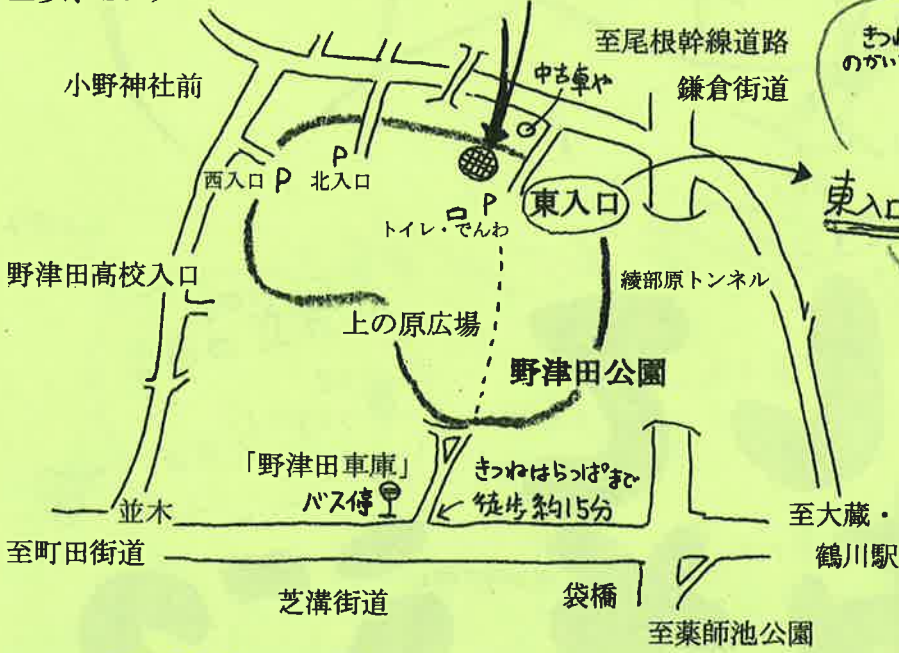 至尾根幹線道路
小野神社前
中古車や
鎌倉街道
西入口 P
P
北入口
P
トイレ・でんわ
東入口
東入口
野津田高校入口
綾部原トンネル
上の原広場
野津田公園
「野津田車庫」
バス停
きつねはらっぱまで
徒歩約15分
並木
至大蔵・
鶴川駅
至町田街道
芝溝街道
袋橋
至薬師池公園